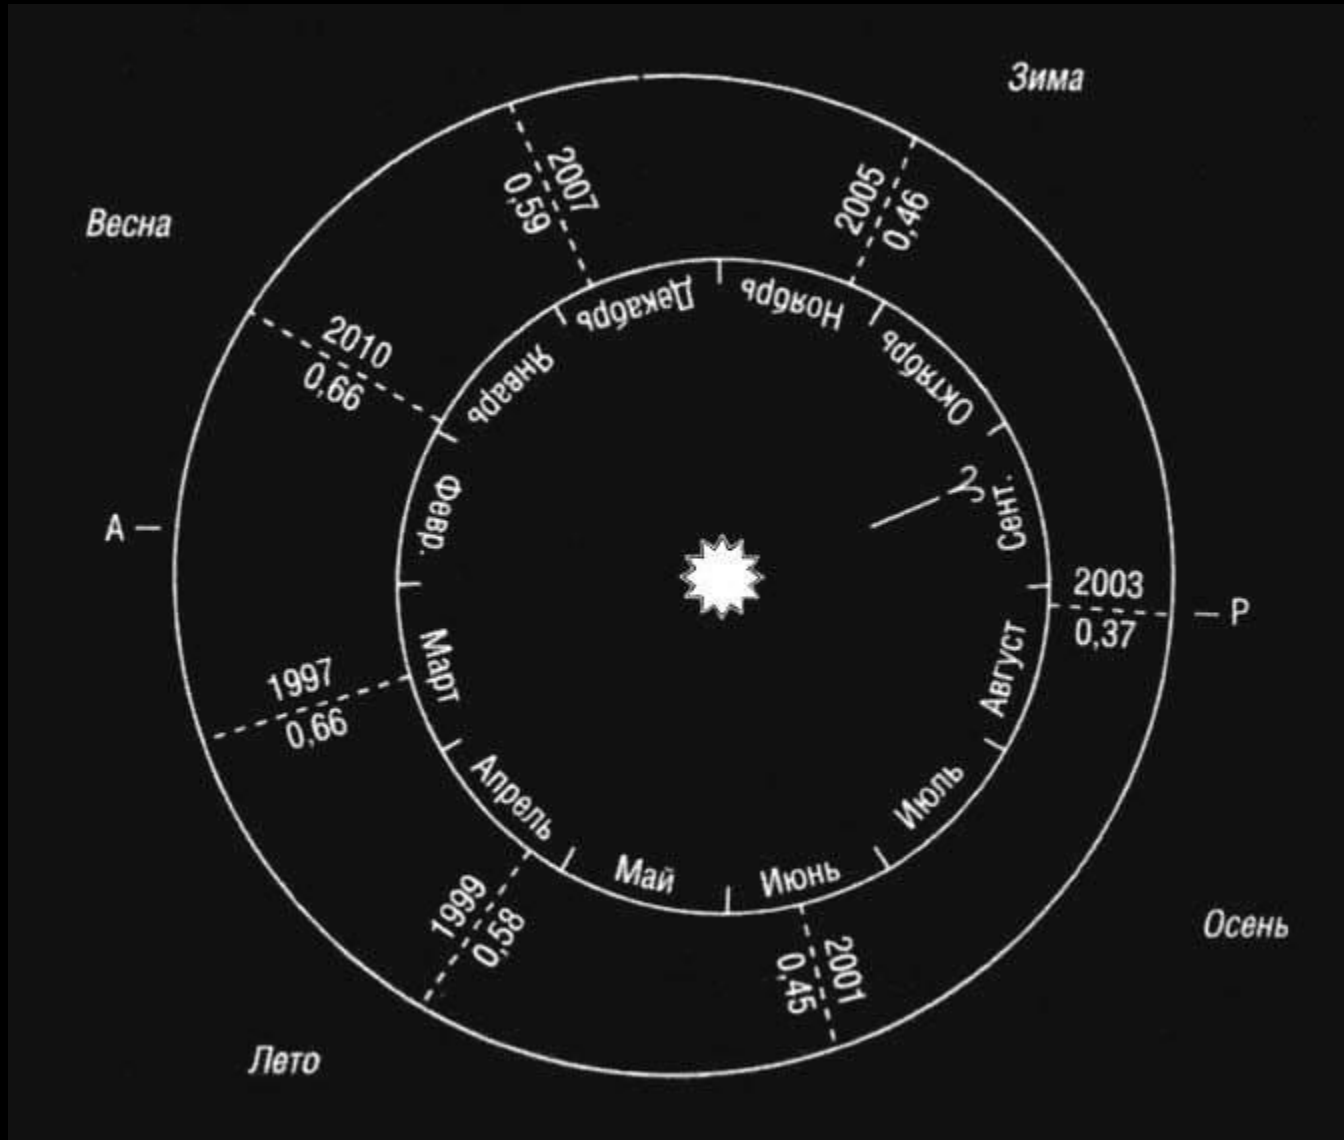 Зима
Весна
2007
0,59
2005
0,46
2010
0,66
Декабрь
Ноябрь
Январь
Октябрь
Февр.
Сент.
А
2003
0,37
Р
Март
Август
1997
0,66
Апрель
Июль
Май
Июнь
1999
0,58
2001
0,45
Осень
Лето